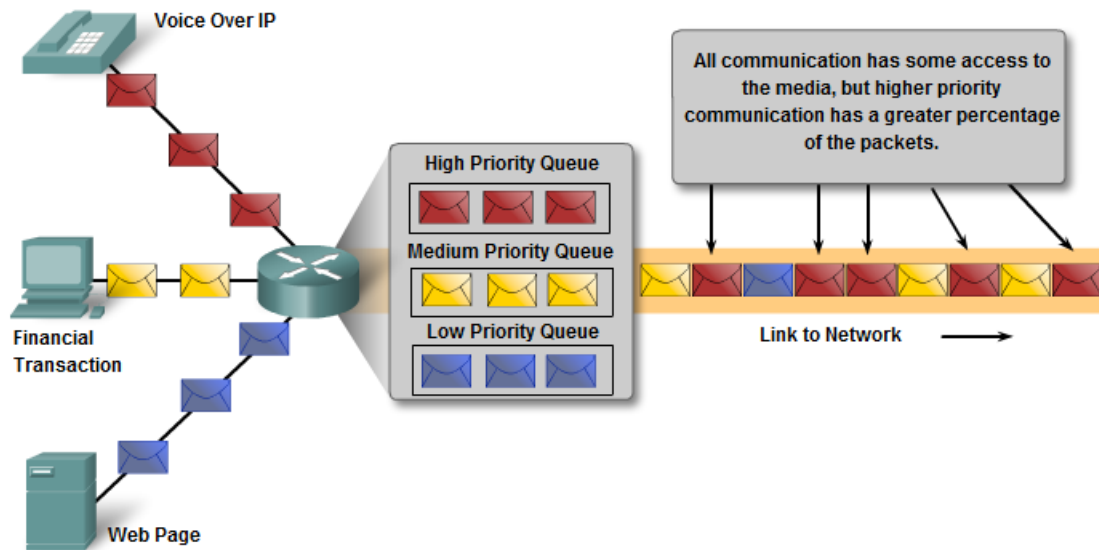 Voice Over IP
All communication has some access to
the media, but higher priority
communication has a greater percentage
of the packets.
High Priority Queue
Medium Priority Queue
Low Priority Queue
Financial
Transaction
Link to Network
Web Page